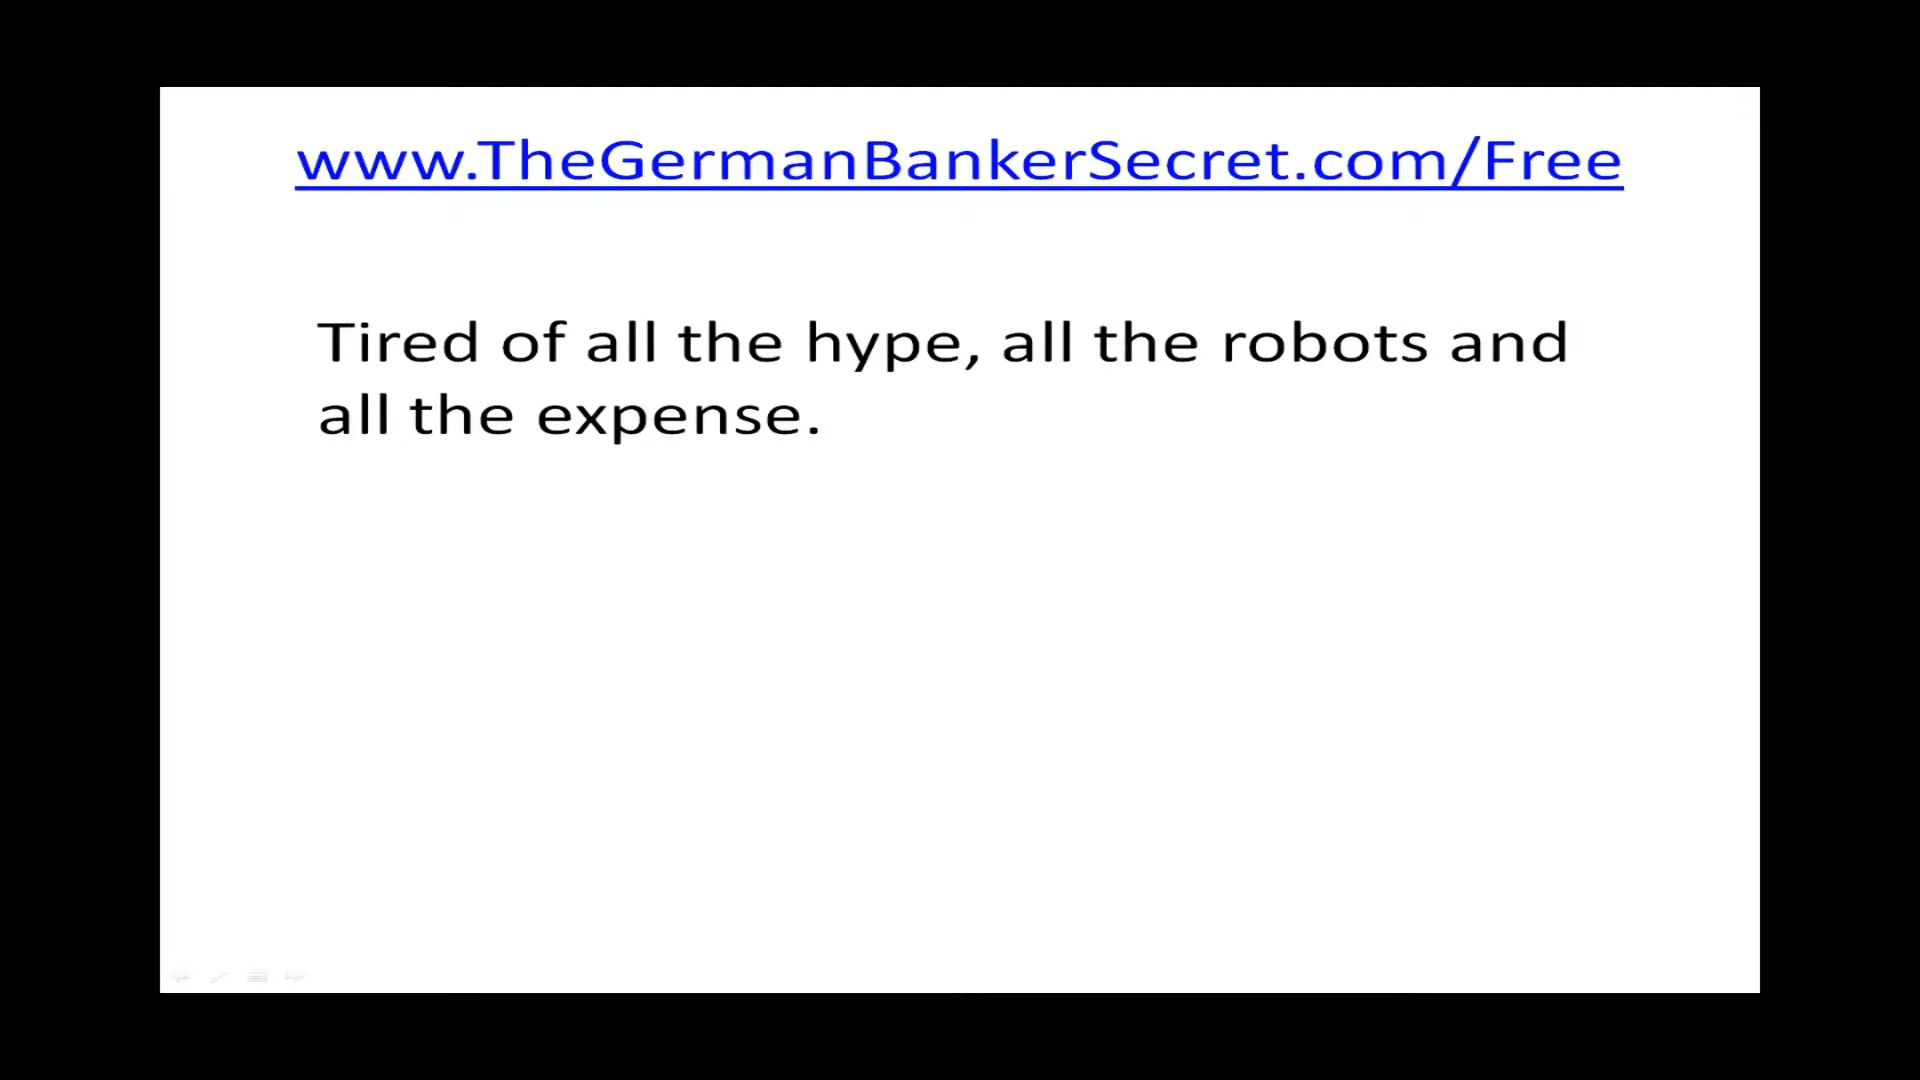 www.TheGermanBankerSecret.com/Free
Tired of all the hype, all the robots and
all the expense.